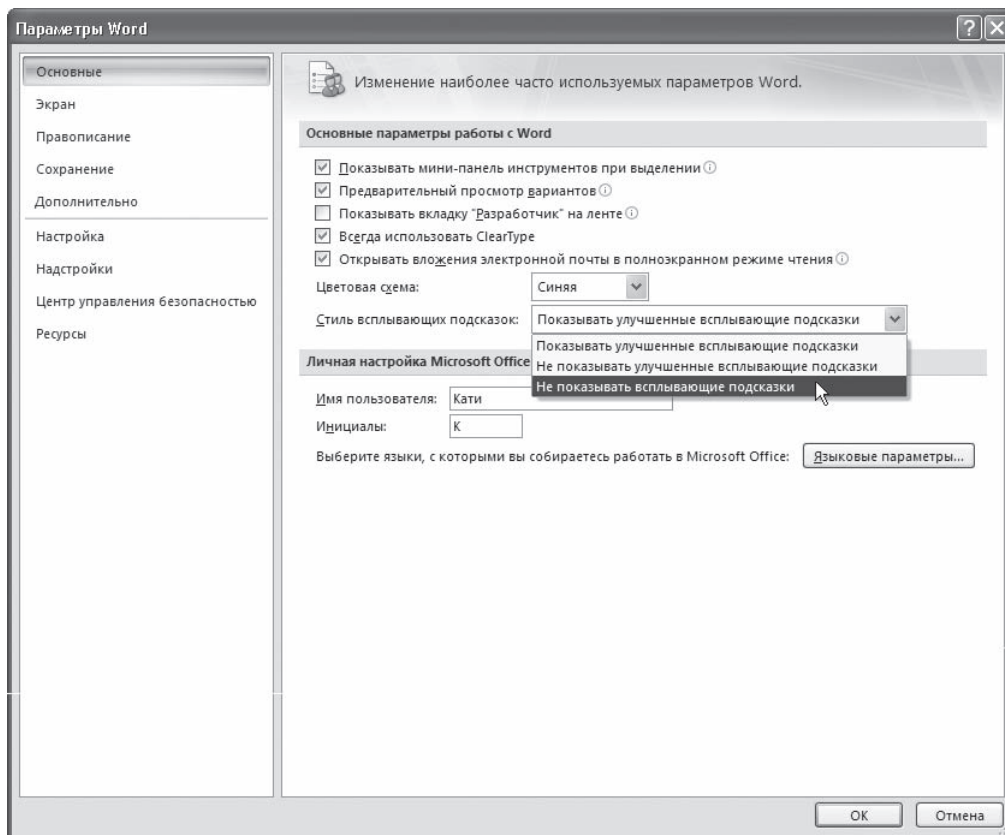 Параметры Word
Основные
Экран
Правописание
Сохранение
Дополнительно
Настройка
Надстройки
Центр управления безопасностью
Ресурсы
Изменение наиболее часто используемых параметров Word.
Основные параметры работы с Word
Показывать мини-панель инструментов при выделении
Предварительный просмотр вариантов
Показывать вкладку "Разработчик" на ленте
Всегда использовать ClearType
Открывать вложения электронной почты в полноэкранном режиме чтения
Цветовая схема: Синяя
Стиль всплывающих подсказок: Показывать улучшенные всплывающие подсказки
Показывать улучшенные всплывающие подсказки
Не показывать улучшенные всплывающие подсказки
Не показывать всплывающие подсказки
Личная настройка Microsoft Office
Имя пользователя: Кати
Инициалы: К
Выберите языки, с которыми вы собираетесь работать в Microsoft Office: Языковые параметры...
ОК Отмена